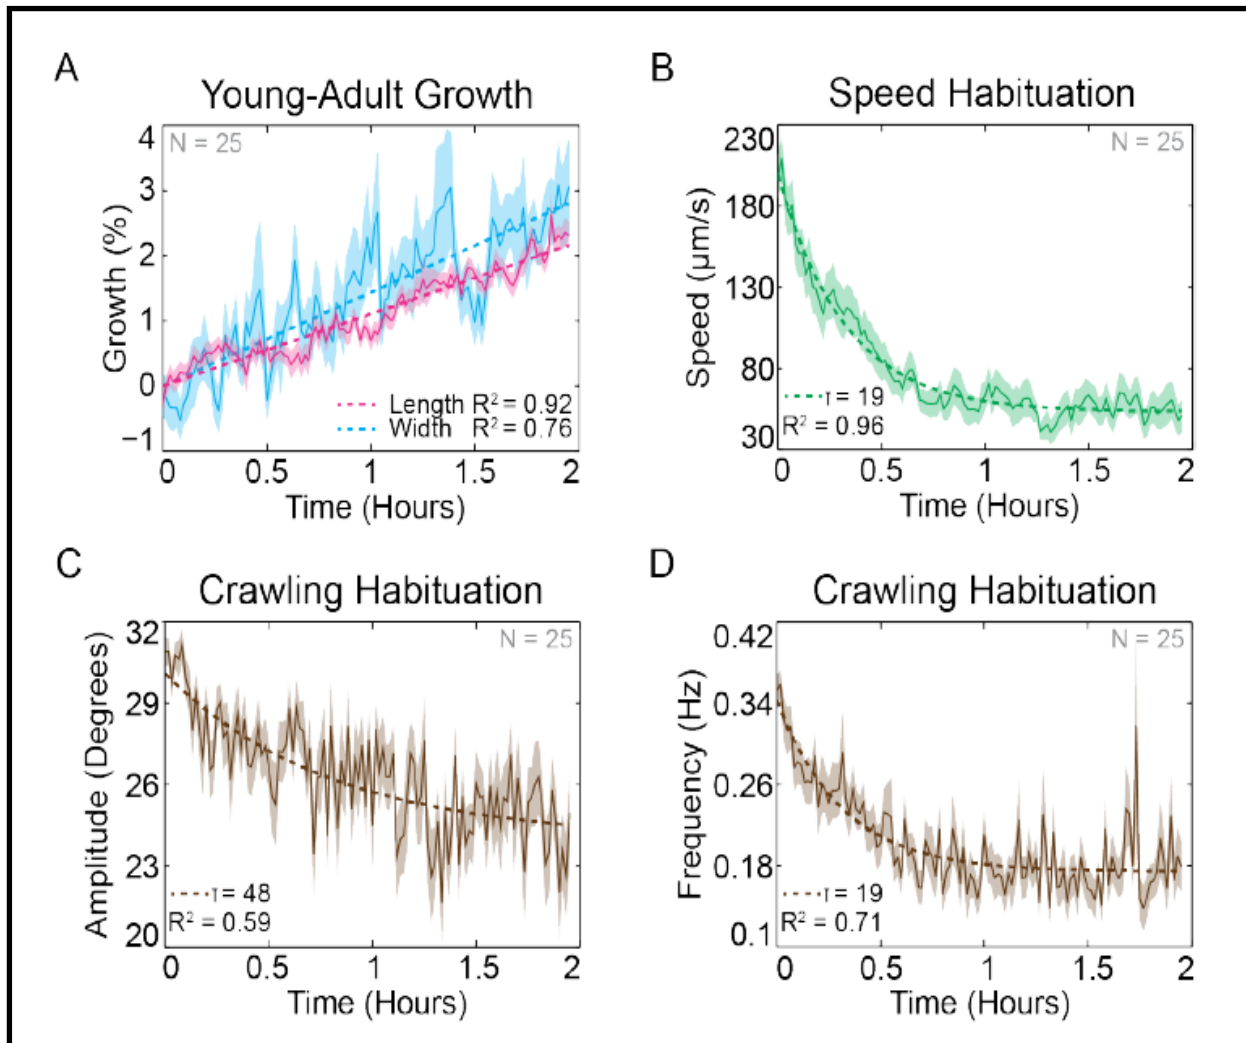 A
Young-Adult Growth
N = 25
4
3
2
1
0
−1
Growth (%)
Length R² = 0.92
Width R² = 0.76
0 0.5 1 1.5 2
Time (Hours)
B
Speed Habituation
N = 25
230
180
130
80
30
Speed (µm/s)
τ = 19
R² = 0.96
0 0.5 1 1.5 2
Time (Hours)
C
Crawling Habituation
N = 25
32
29
26
23
20
Amplitude (Degrees)
τ = 48
R² = 0.59
0 0.5 1 1.5 2
Time (Hours)
D
Crawling Habituation
N = 25
0.42
0.34
0.26
0.18
0.1
Frequency (Hz)
τ = 19
R² = 0.71
0 0.5 1 1.5 2
Time (Hours)